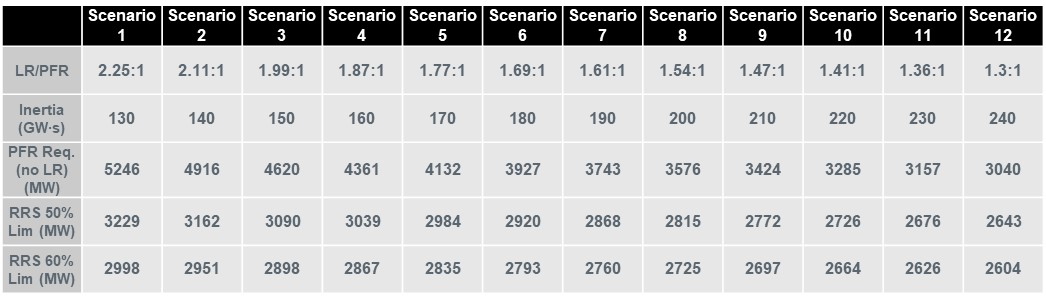 Scenario 1 Scenario 2 Scenario 3 Scenario 4 Scenario 5 Scenario 6 Scenario 7 Scenario 8 Scenario 9 Scenario 10 Scenario 11 Scenario 12
LR/PFR 2.25:1 2.11:1 1.99:1 1.87:1 1.77:1 1.69:1 1.61:1 1.54:1 1.47:1 1.41:1 1.36:1 1.3:1
Inertia (GW·s) 130 140 150 160 170 180 190 200 210 220 230 240
PFR Req. (no LR) (MW) 5246 4916 4620 4361 4132 3927 3743 3576 3424 3285 3157 3040
RRS 50% Lim (MW) 3229 3162 3090 3039 2984 2920 2868 2815 2772 2726 2676 2643
RRS 60% Lim (MW) 2998 2951 2898 2867 2835 2793 2760 2725 2697 2664 2626 2604